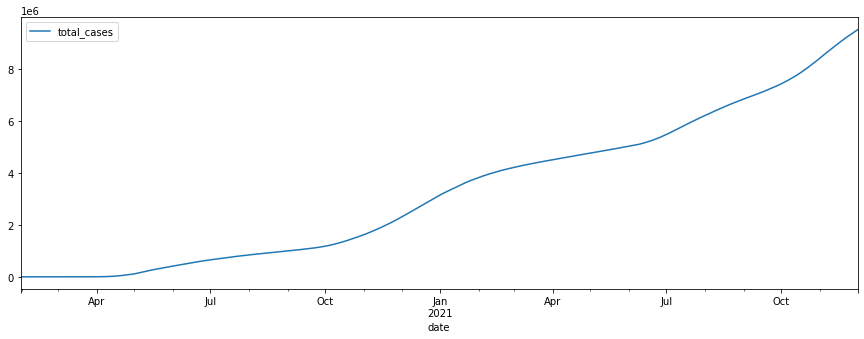 1e6
total_cases
8
6
4
2
0
Apr Jul Oct Jan Apr Jul Oct
2021
date